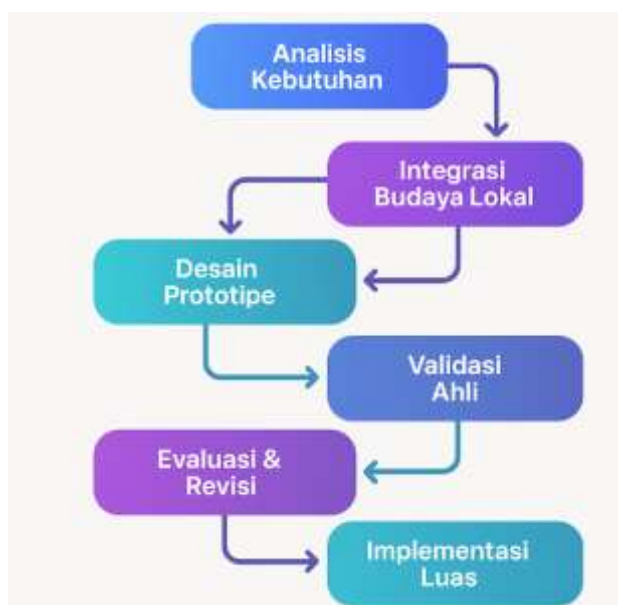 Analisis
Kebutuhan
Integrasi
Budaya Lokal
Desain
Prototipe
Validasi
Ahli
Evaluasi &
Revisi
Implementasi
Luas